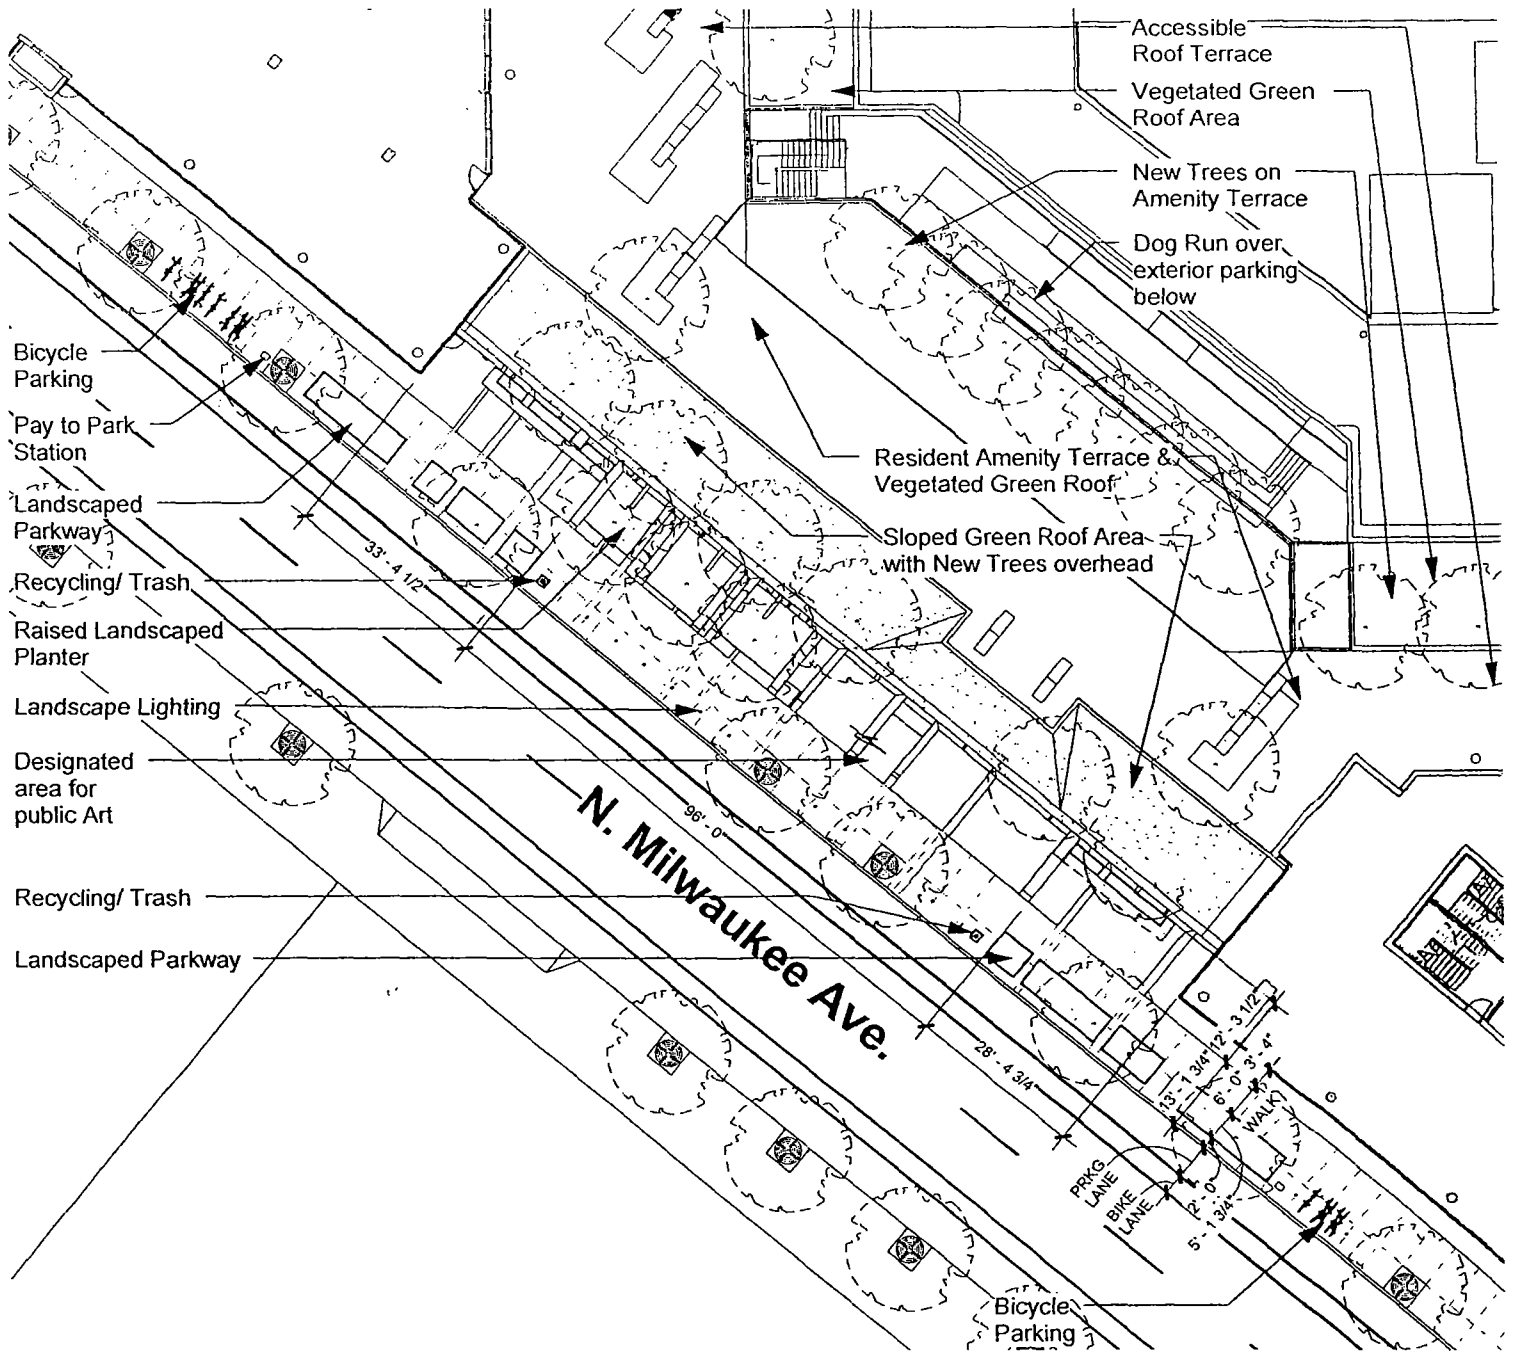 Accessible
Roof Terrace
Vegetated Green
Roof Area
New Trees on
Amenity Terrace
Dog Run over
exterior parking
below
Bicycle
Parking
Pay to Park
Station
Landscaped
Parkway
Recycling/ Trash
Raised Landscaped
Planter
Landscape Lighting
Designated
area for
public Art
Recycling/ Trash
Landscaped Parkway
Resident Amenity Terrace &
Vegetated Green Roof
Sloped Green Roof Area
with New Trees overhead
33' - 4 1/2"
96' - 0"
N. Milwaukee Ave.
28' - 4 3/4"
13' - 1 3/4"
12' - 3 1/2"
6' - 0"
3' - 4"
WALK
PRKG
LANE
BIKE
LANE
2' - 0"
5' - 1 3/4"
Bicycle
Parking